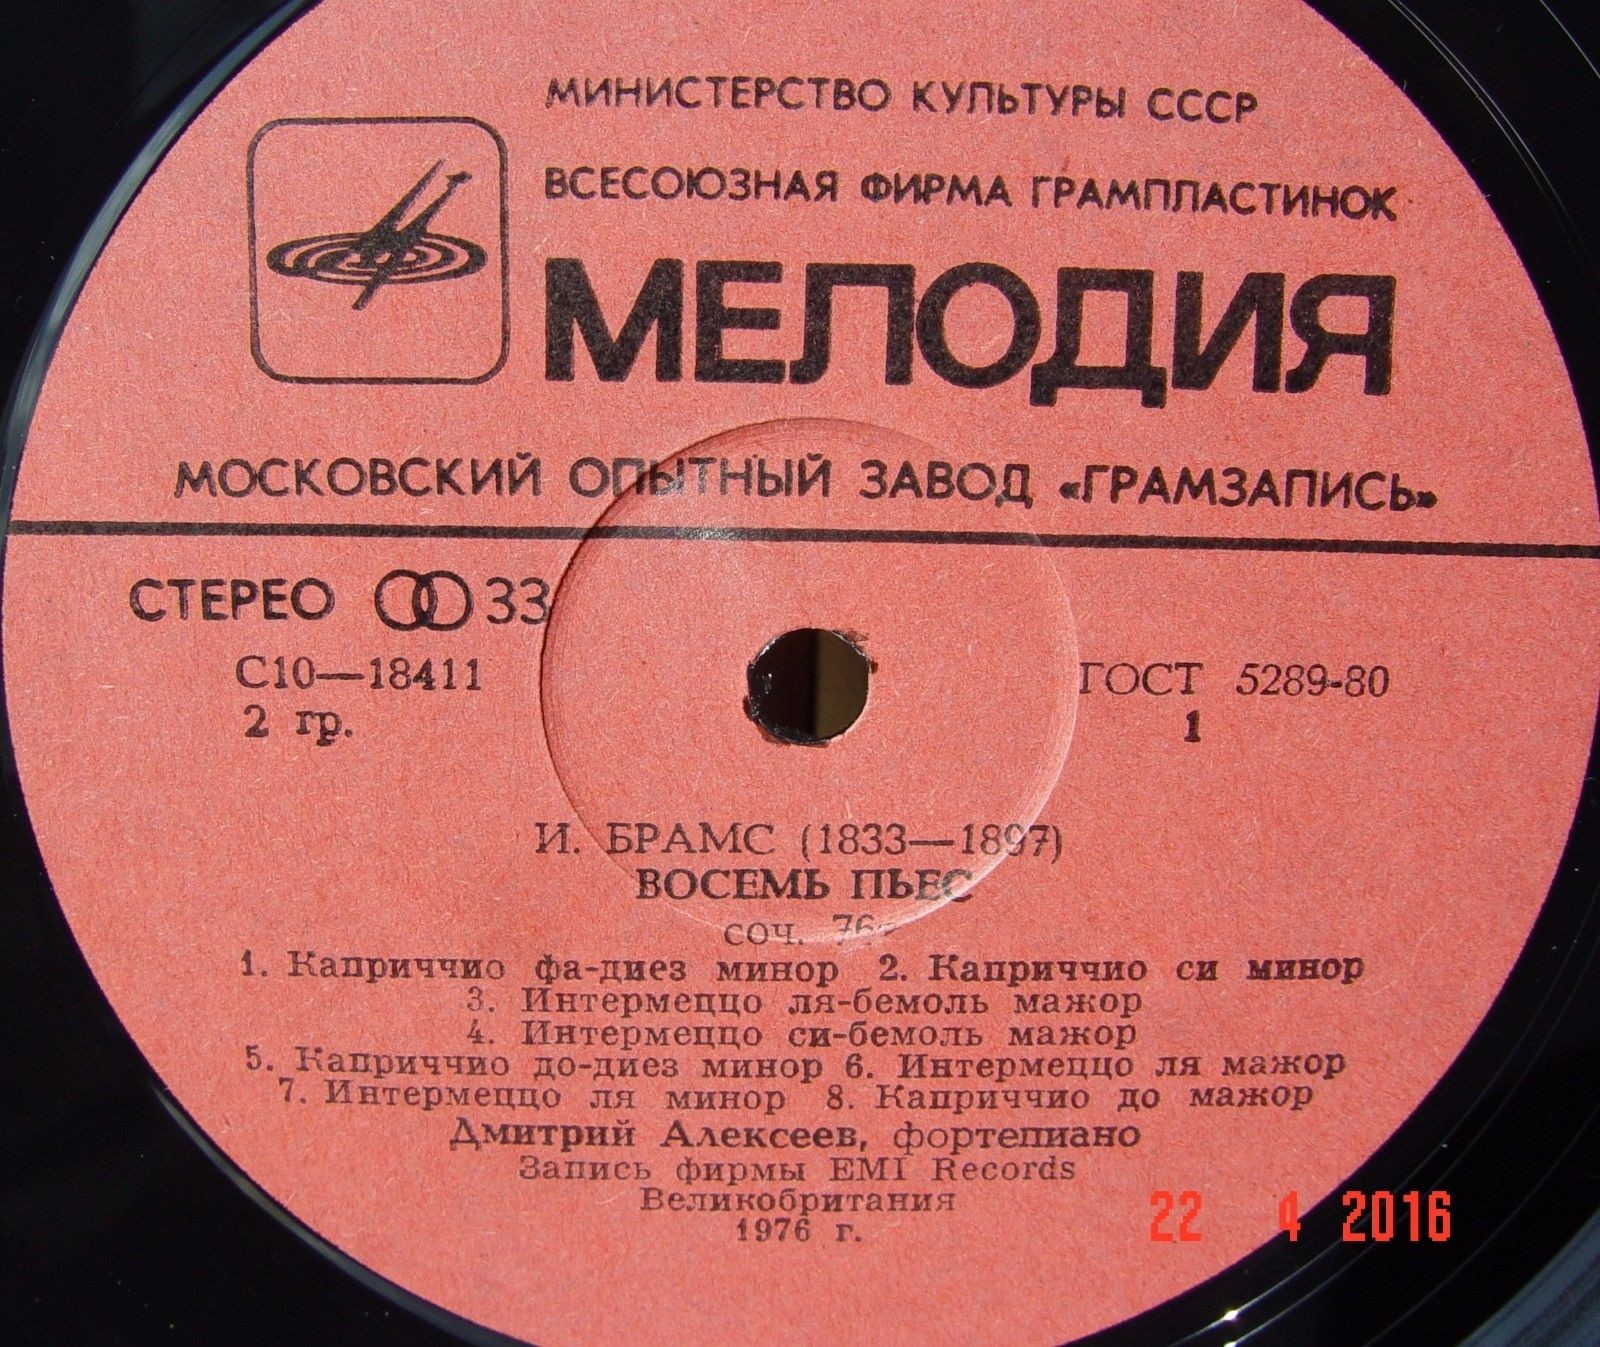 МИНИСТЕРСТВО КУЛЬТУРЫ СССР
ВСЕСОЮЗНАЯ ФИРМА ГРАМПЛАСТИНОК
МЕЛОДИЯ
МОСКОВСКИЙ ОПЫТНЫЙ ЗАВОД «ГРАМЗАПИСЬ»
СТЕРЕО 33
С10—18411
2 гр.
ГОСТ 5289-80
1
И. БРАМС (1833—1897)
ВОСЕМЬ ПЬЕС
соч. 76
1. Каприччио фа-диез минор 2. Каприччио си минор
3. Интермеццо ля-бемоль мажор
4. Интермеццо си-бемоль мажор
5. Каприччио до-диез минор 6. Интермеццо ля мажор
7. Интермеццо ля минор 8. Каприччио до мажор
Дмитрий Алексеев, фортепиано
Запись фирмы EMI Records
Великобритания
1976 г.
22 4 2016